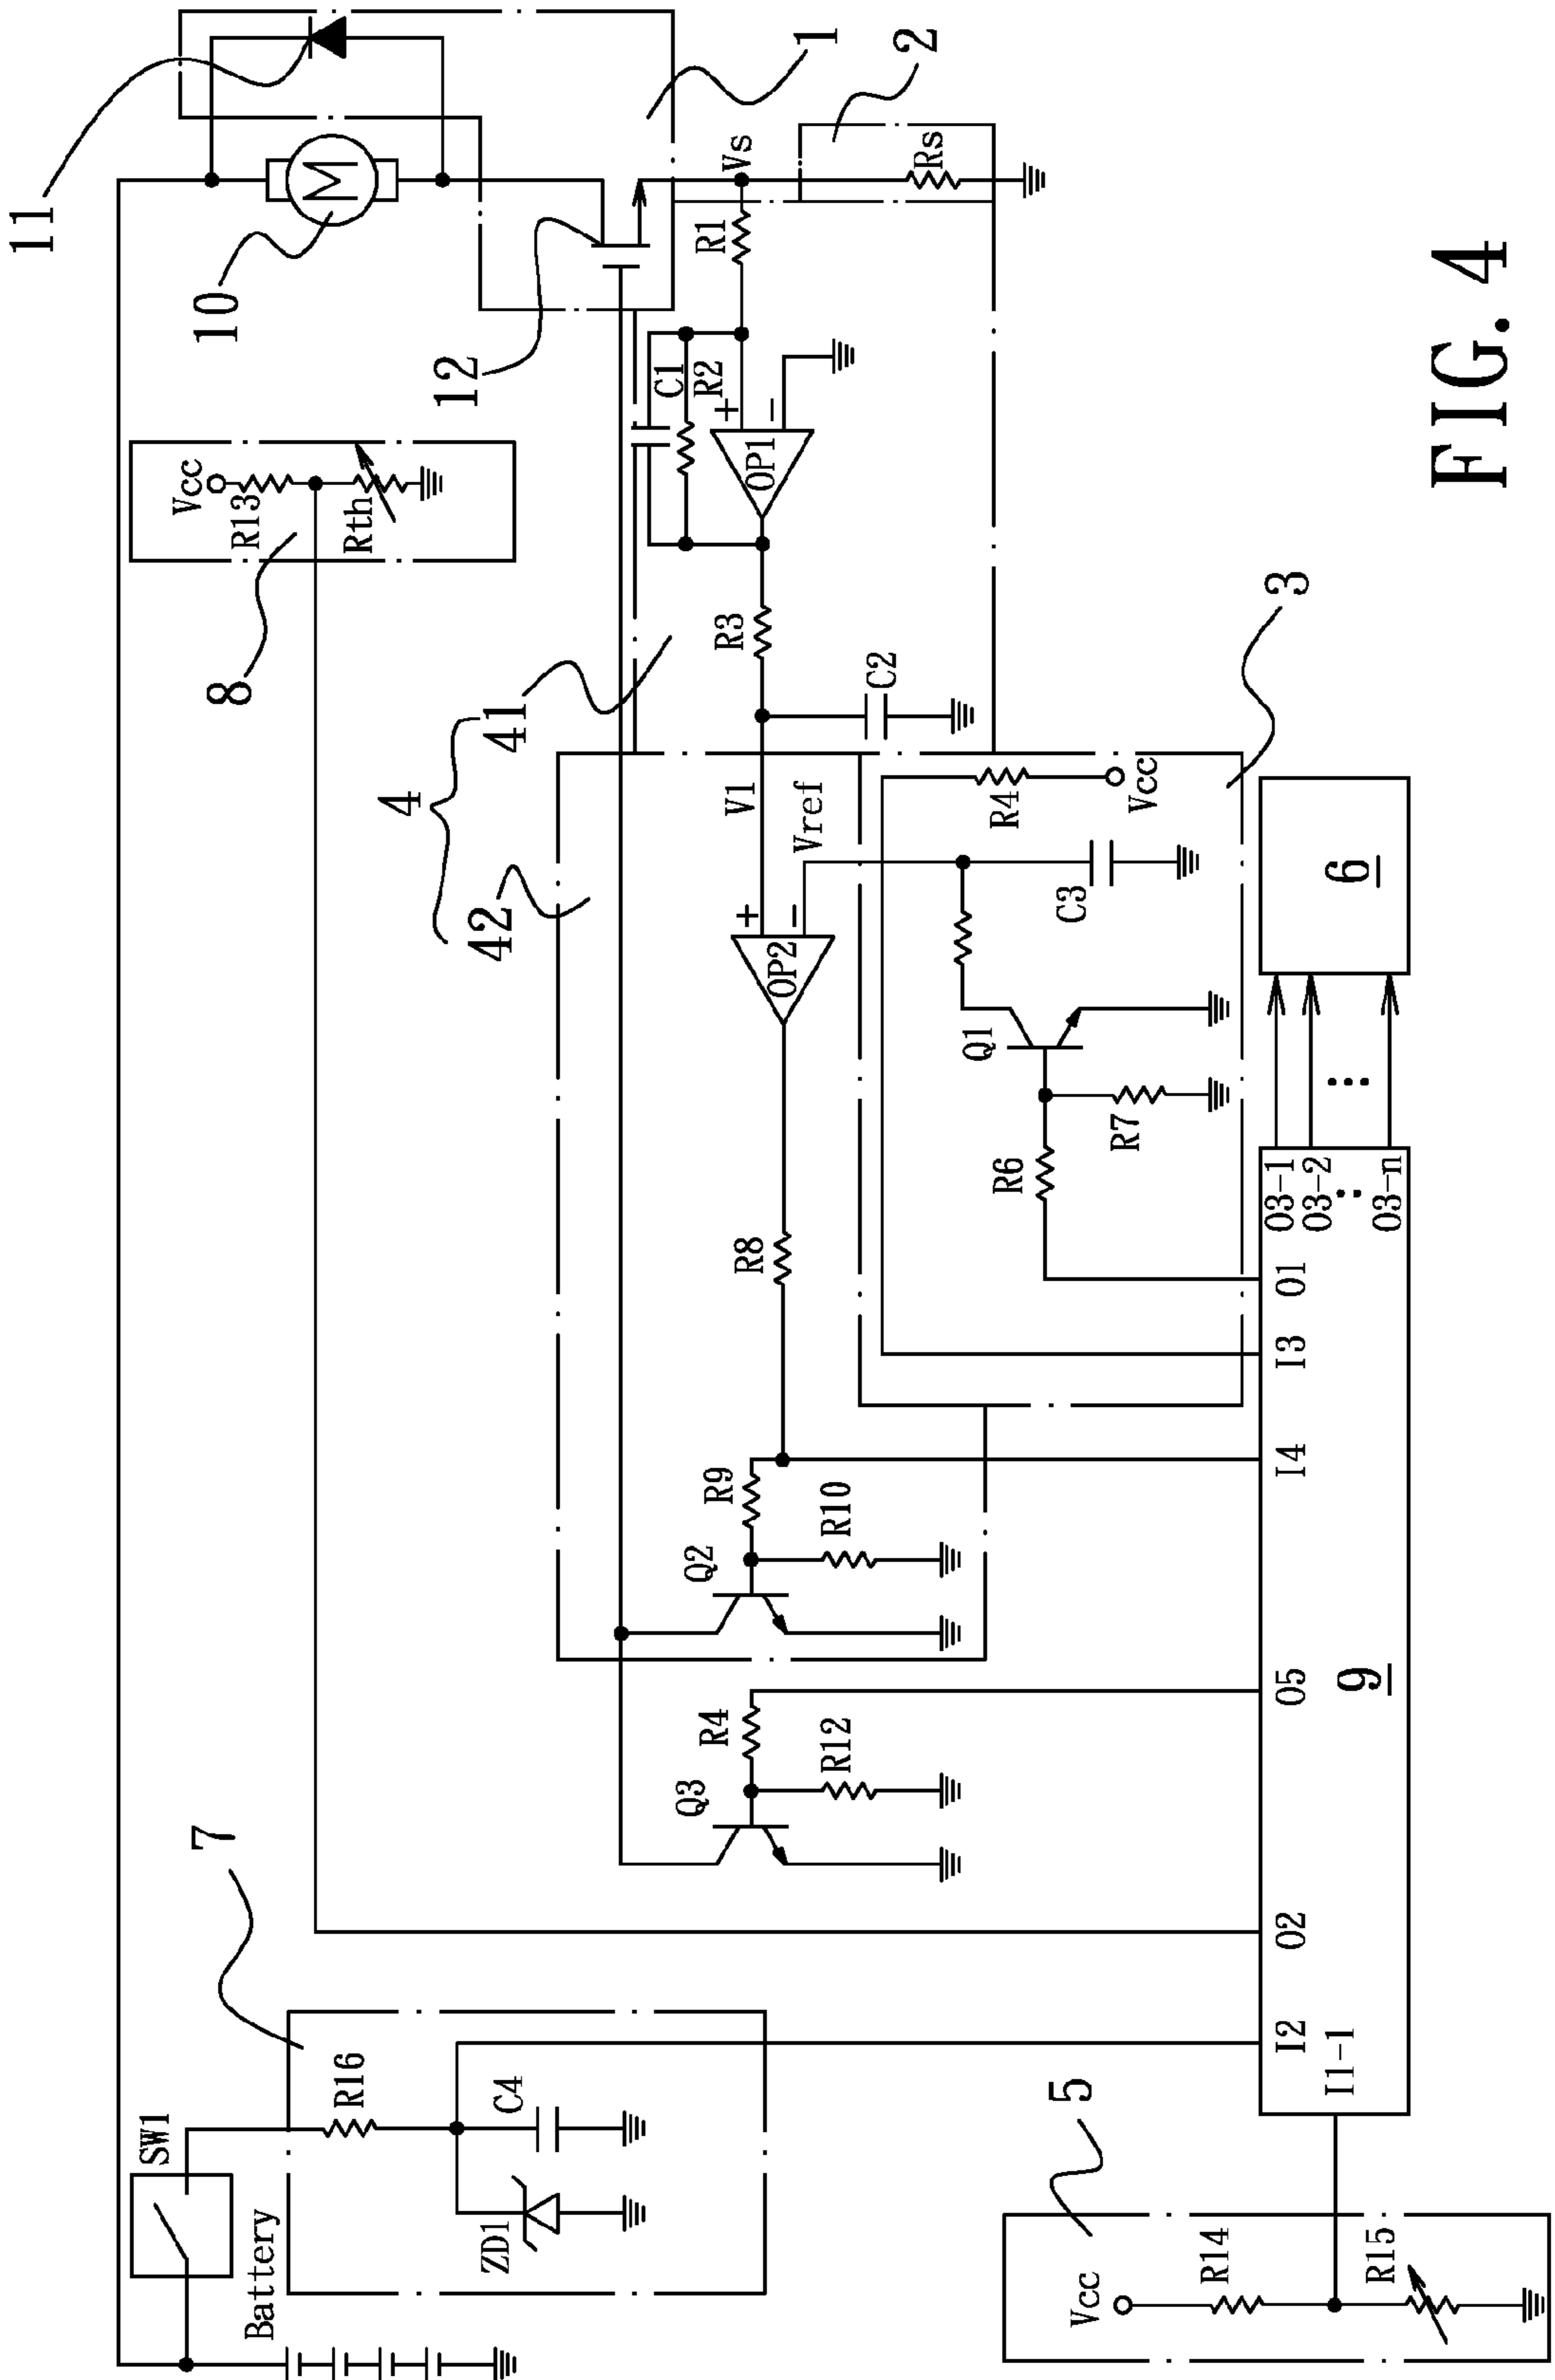 Battery
SW1
7
R16
ZD1
C4
8
Vcc
R13
Rth
10
M
11
12
1
Vs
2
Rs
R1
C1
R2
+
−
OP1
R3
C2
4
41
42
V1
Vref
+
−
OP2
R8
R9
R10
Q2
Q3
R4
R12
3
R4
Vcc
C3
Q1
R6
R7
5
Vcc
R14
R15
I1-1
I2
O2
O5
I4
I3
O1
O3-1
O3-2
O3-n
9
6
FIG. 4